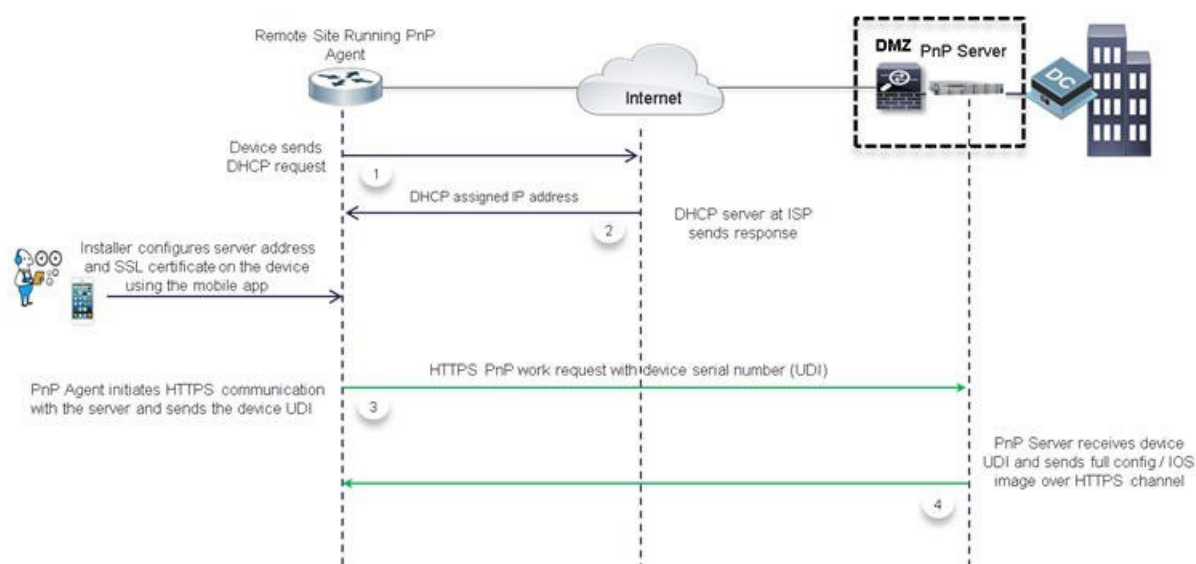 Remote Site Running PnP
Agent
DMZ PnP Server
DC
Internet
Device sends
DHCP request
1
DHCP assigned IP address
2
DHCP server at ISP
sends response
Installer configures server address
and SSL certificate on the device
using the mobile app
HTTPS PnP work request with device serial number (UDI)
PnP Agent initiates HTTPS communication
with the server and sends the device UDI
3
PnP Server receives device
UDI and sends full config / IOS
image over HTTPS channel
4